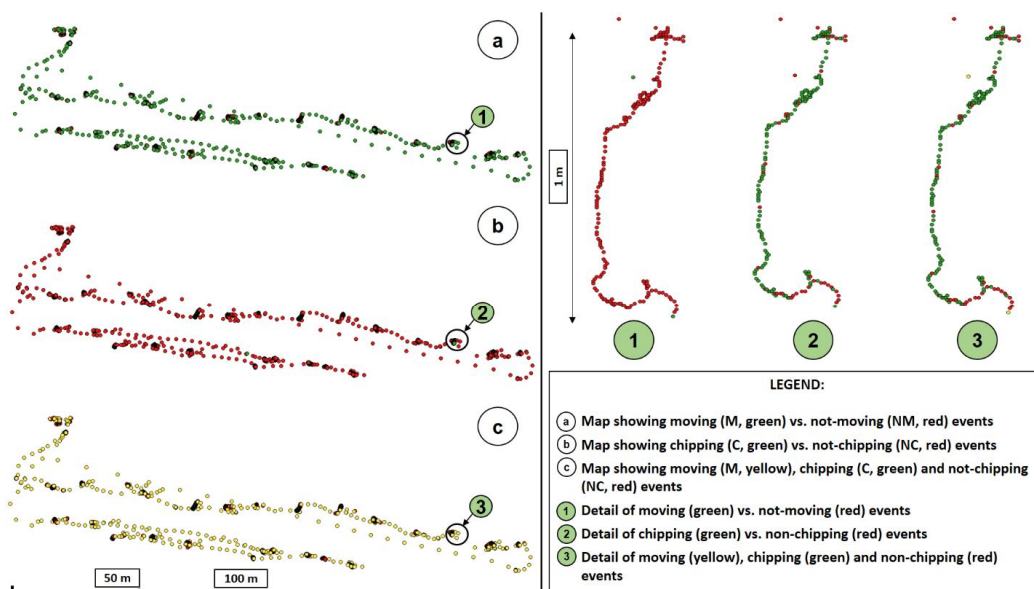 a
1
b
2
c
3
50 m
100 m
1 m
1
2
3
LEGEND:
a Map showing moving (M, green) vs. not-moving (NM, red) events
b Map showing chipping (C, green) vs. not-chipping (NC, red) events
c Map showing moving (M, yellow), chipping (C, green) and not-chipping
(NC, red) events
1 Detail of moving (green) vs. not-moving (red) events
2 Detail of chipping (green) vs. non-chipping (red) events
3 Detail of moving (yellow), chipping (green) and non-chipping (red)
events